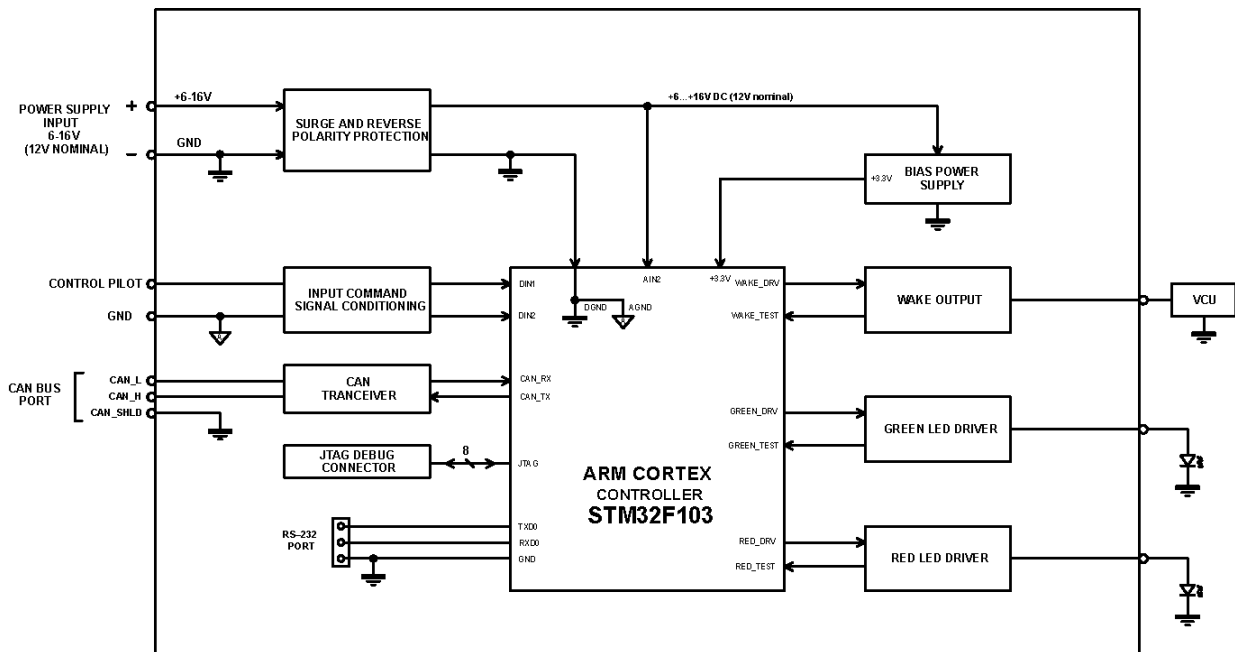 POWER SUPPLY
INPUT
6-16V
(12V NOMINAL)
+
−
+6-16V
GND
SURGE AND REVERSE
POLARITY PROTECTION
+6...+16V DC (12V nominal)
+3.3V
BIAS POWER
SUPPLY
CONTROL PILOT
GND
A
INPUT COMMAND
SIGNAL CONDITIONING
DIN1
DIN2
AIN2
+3.3V
DGND
AGND
A
WAKE_DRV
WAKE_TEST
WAKE OUTPUT
VCU
CAN BUS
PORT
CAN_L
CAN_H
CAN_SHLD
CAN
TRANCEIVER
CAN_RX
CAN_TX
GREEN_DRV
GREEN_TEST
GREEN LED DRIVER
JTAG DEBUG
CONNECTOR
8
JTAG
ARM CORTEX
CONTROLLER
STM32F103
RS-232
PORT
TXD0
RXD0
GND
RED_DRV
RED_TEST
RED LED DRIVER